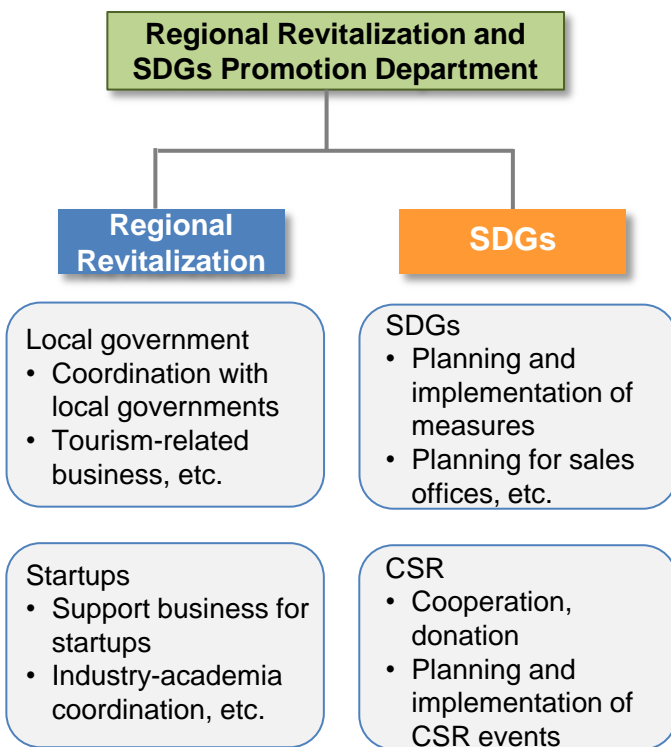 Regional Revitalization and
SDGs Promotion Department
Regional
Revitalization
SDGs
Local government
• Coordination with
local governments
• Tourism-related
business, etc.
SDGs
• Planning and
implementation of
measures
• Planning for sales
offices, etc.
Startups
• Support business for
startups
• Industry-academia
coordination, etc.
CSR
• Cooperation,
donation
• Planning and
implementation of
CSR events